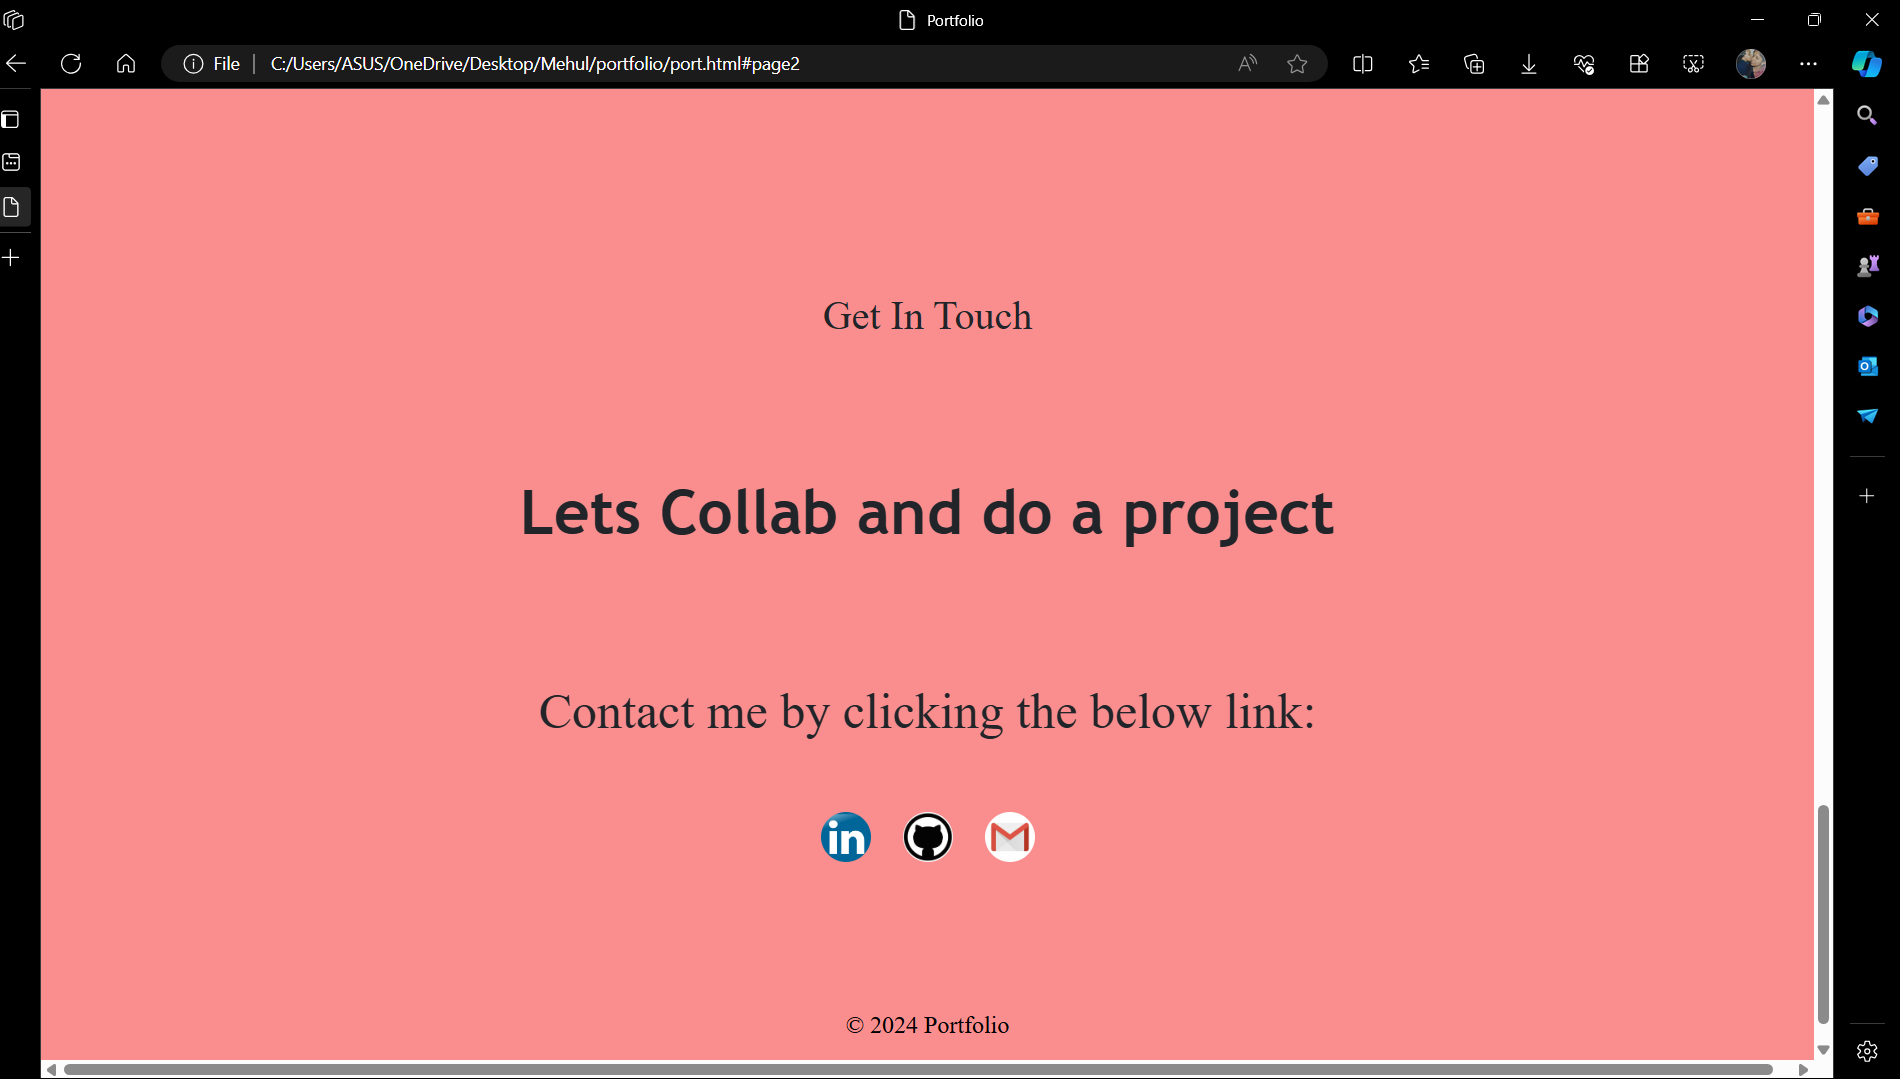 Portfolio
File
C:/Users/ASUS/OneDrive/Desktop/Mehul/portfolio/port.html#page2
Get In Touch
Lets Collab and do a project
Contact me by clicking the below link:
in
© 2024 Portfolio